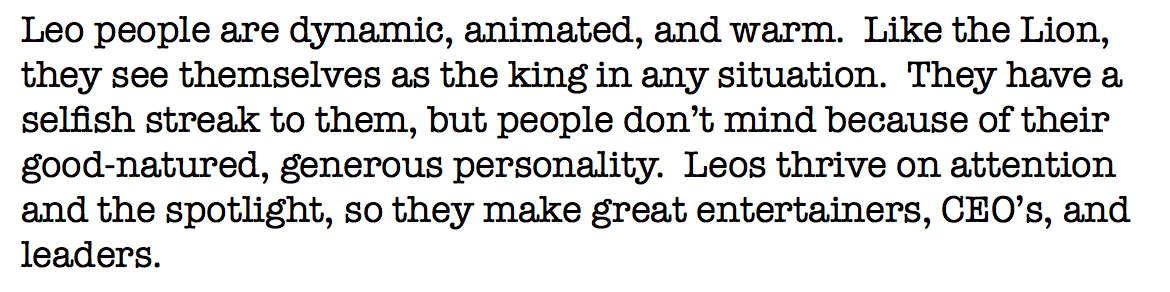 Leo people are dynamic, animated, and warm.  Like the Lion,
they see themselves as the king in any situation.  They have a
selfish streak to them, but people don’t mind because of their
good-natured, generous personality.  Leos thrive on attention
and the spotlight, so they make great entertainers, CEO’s, and
leaders.